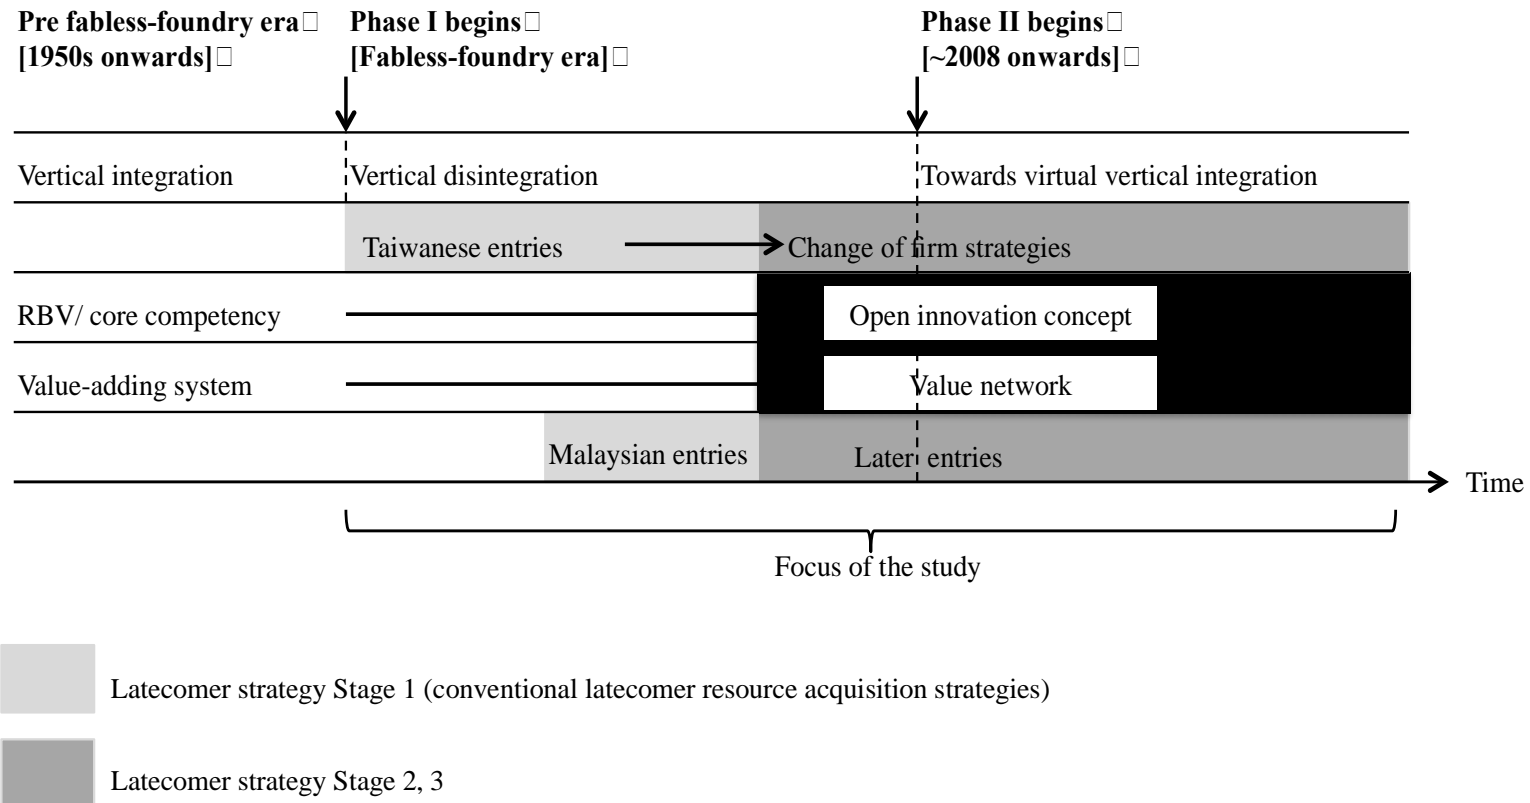 Pre fabless-foundry era
[1950s onwards]
Phase I begins
[Fabless-foundry era]
Phase II begins
[~2008 onwards]
Vertical integration
Vertical disintegration
Towards virtual vertical integration
Taiwanese entries
Change of firm strategies
RBV/ core competency
Open innovation concept
Value-adding system
Value network
Malaysian entries
Later entries
Time
Focus of the study
Latecomer strategy Stage 1 (conventional latecomer resource acquisition strategies)
Latecomer strategy Stage 2, 3